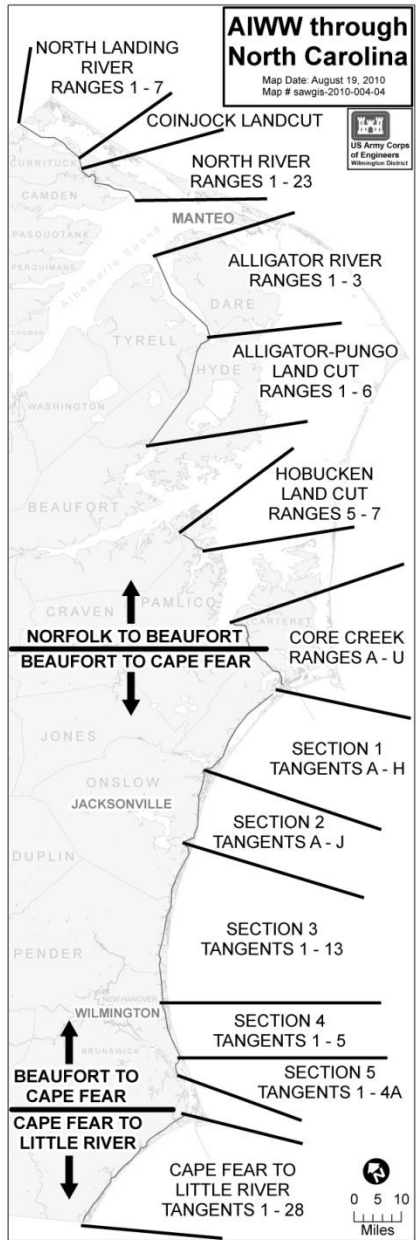 AIWW through
North Carolina
Map Date: August 19, 2010
Map # sawgis-2010-004-04
US Army Corps
of Engineers
Wilmington District
NORTH LANDING
RIVER
RANGES 1 - 7
COINJOCK LANDCUT
NORTH RIVER
RANGES 1 - 23
CURRITUCK
CAMDEN
MANTEO
PASQUOTANK
PERQUIMANS
Albemarle Sound
ALLIGATOR RIVER
RANGES 1 - 3
CHOWAN
DARE
TYRELL
ALLIGATOR-PUNGO
LAND CUT
RANGES 1 - 6
HYDE
WASHINGTON
HOBUCKEN
LAND CUT
RANGES 5 - 7
BEAUFORT
PAMLICO
CRAVEN
CARTERET
NORFOLK TO BEAUFORT
BEAUFORT TO CAPE FEAR
CORE CREEK
RANGES A - U
JONES
SECTION 1
TANGENTS A - H
ONSLOW
JACKSONVILLE
SECTION 2
TANGENTS A - J
DUPLIN
SECTION 3
TANGENTS 1 - 13
PENDER
NEW HANOVER
WILMINGTON
SECTION 4
TANGENTS 1 - 5
BRUNSWICK
SECTION 5
TANGENTS 1 - 4A
BEAUFORT TO
CAPE FEAR
CAPE FEAR TO
LITTLE RIVER
CAPE FEAR TO
LITTLE RIVER
TANGENTS 1 - 28
0 5 10
Miles